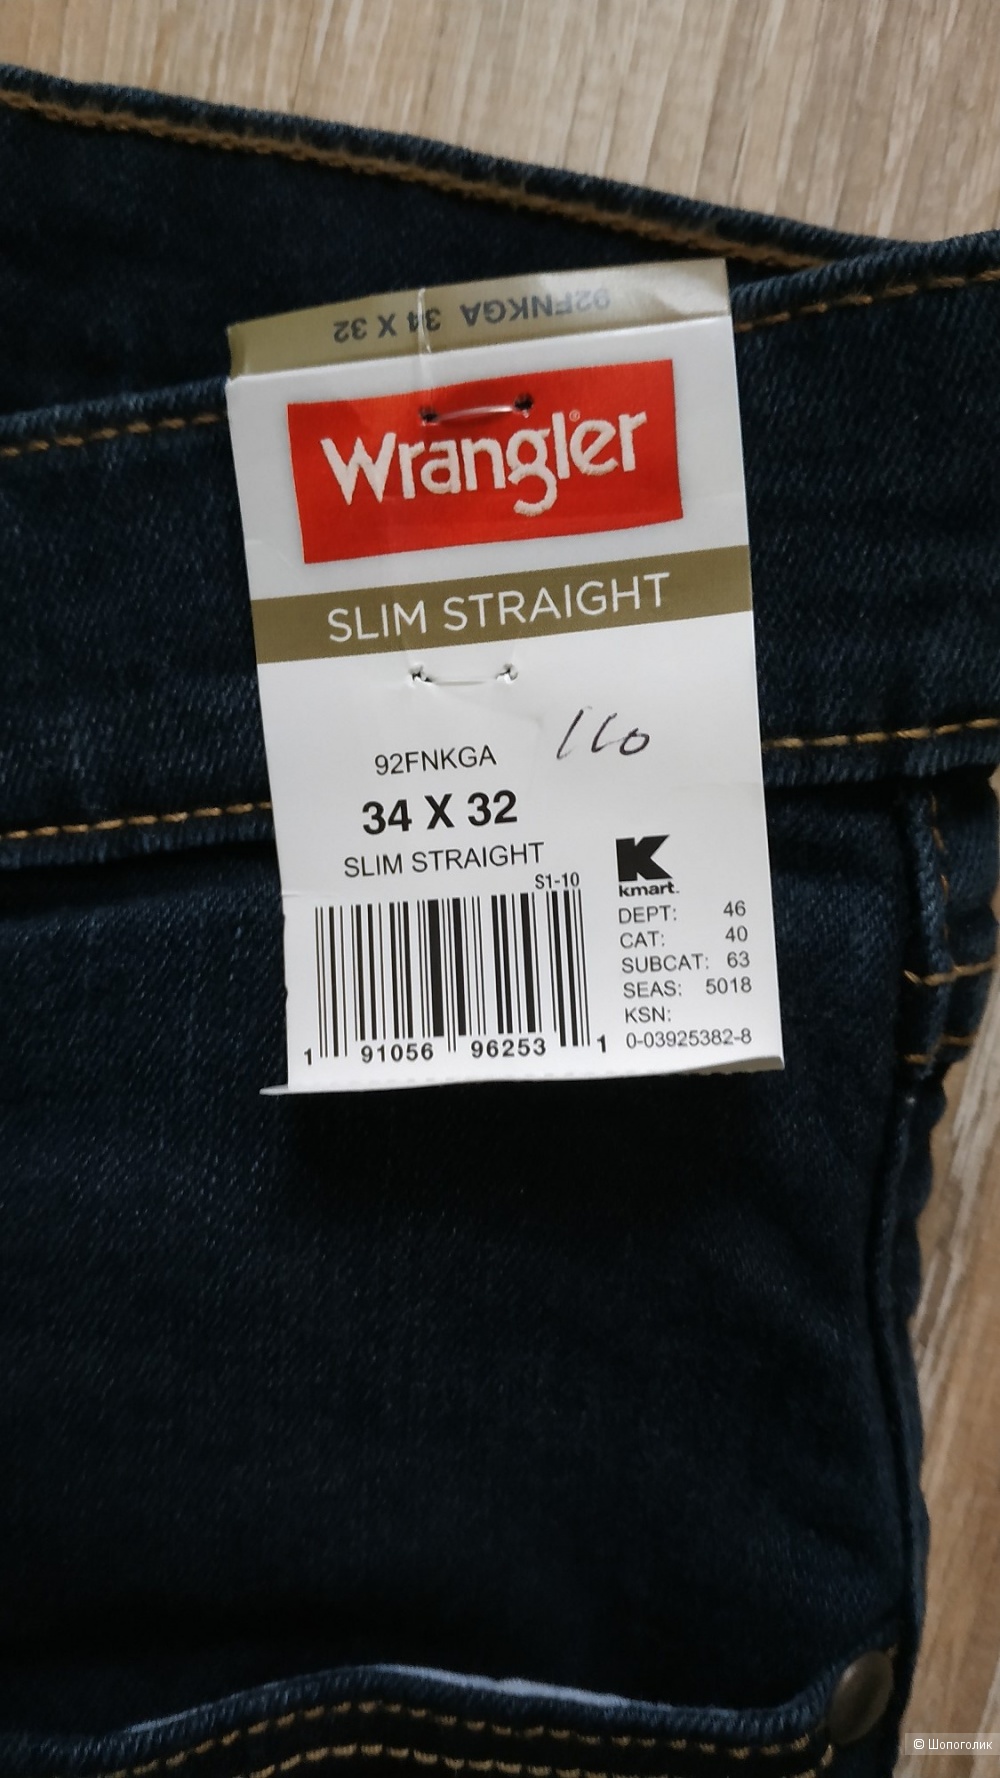 92FNKGA 34 X 32
Wrangler®
SLIM STRAIGHT
110
92FNKGA
34 X 32
SLIM STRAIGHT
S1-10
1 91056 96253 1
kmart.
DEPT: 46
CAT: 40
SUBCAT: 63
SEAS: 5018
KSN:
0-03925382-8
© Шопоголик